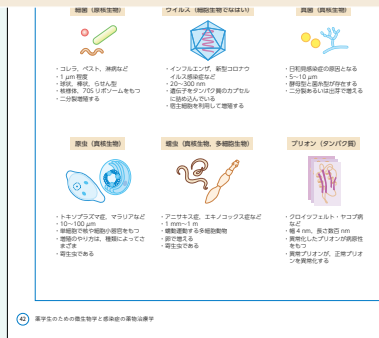 細菌（原核生物）
ウイルス（細胞生物ではない）
真菌（真核生物）
・コレラ，ペスト，淋病など
・1 μm 程度
・球状，棒状，らせん型
・核様体，70S リボソームをもつ
・二分裂増殖する
・インフルエンザ，新型コロナウ
イルス感染症など
・20〜300 nm
・遺伝子をタンパク質のカプセル
に詰め込んでいる
・宿主細胞を利用して増殖する
・日和見感染症の原因となる
・5〜10 μm
・酵母型と菌糸型が存在する
・二分裂あるいは出芽で増える
原虫（真核生物）
蠕虫（真核生物，多細胞生物）
プリオン（タンパク質）
・トキソプラズマ症，マラリアなど
・10〜100 μm
・単細胞で核や細胞小器官をもつ
・増殖のやり方は，種類によってさ
まざま
・寄生虫である
・アニサキス症，エキノコックス症など
・1 mm〜1 m
・蠕動運動する多細胞動物
・卵で増える
・寄生虫である
・クロイツフェルト・ヤコブ病
など
・幅 4 nm，長さ数百 nm
・異常化したプリオンが病原性
をもつ
・異常プリオンが，正常プリオ
ンを異常化する
42 薬学生のための微生物学と感染症の薬物治療学